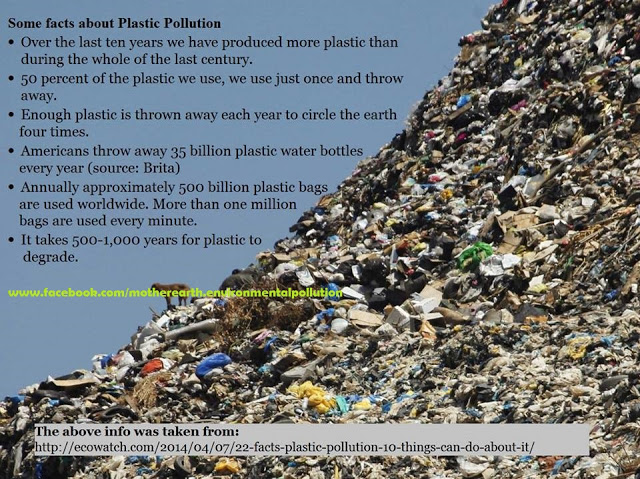 Some facts about Plastic Pollution
• Over the last ten years we have produced more plastic than
during the whole of the last century.
• 50 percent of the plastic we use, we use just once and throw
away.
• Enough plastic is thrown away each year to circle the earth
four times.
• Americans throw away 35 billion plastic water bottles
every year (source: Brita)
• Annually approximately 500 billion plastic bags
are used worldwide. More than one million
bags are used every minute.
• It takes 500-1,000 years for plastic to
degrade.
www.facebook.com/motherearth.environmentalpollution
The above info was taken from:
http://ecowatch.com/2014/04/07/22-facts-plastic-pollution-10-things-can-do-about-it/